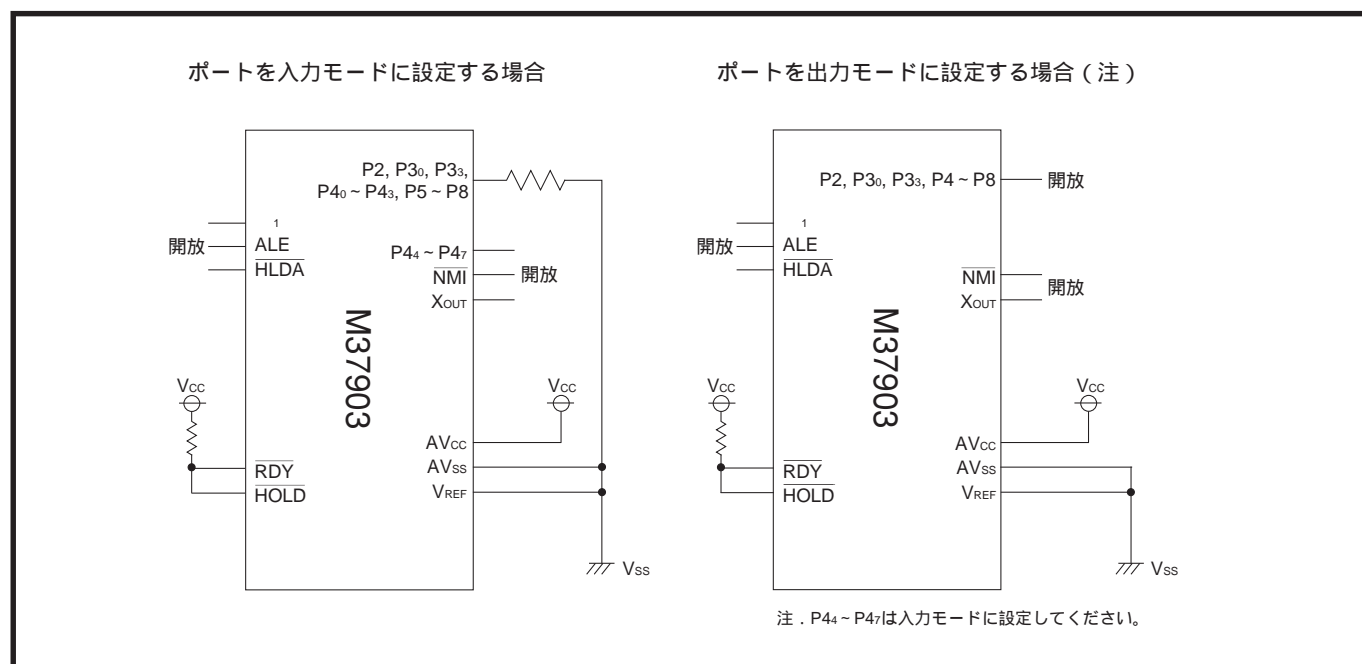 ポートを入力モードに設定する場合
P2, P30, P33,
P40 ~ P43, P5 ~ P8
1
開放
ALE
HLDA
P44 ~ P47
NMI
開放
XOUT
M37903
VCC
VCC
AVCC
RDY
AVSS
HOLD
VREF
VSS
ポートを出力モードに設定する場合 ( 注 )
P2, P30, P33, P4 ~ P8
開放
1
開放
ALE
HLDA
NMI
開放
XOUT
M37903
VCC
VCC
AVCC
RDY
AVSS
HOLD
VREF
VSS
注 . P44 ~ P47は入力モードに設定してください。